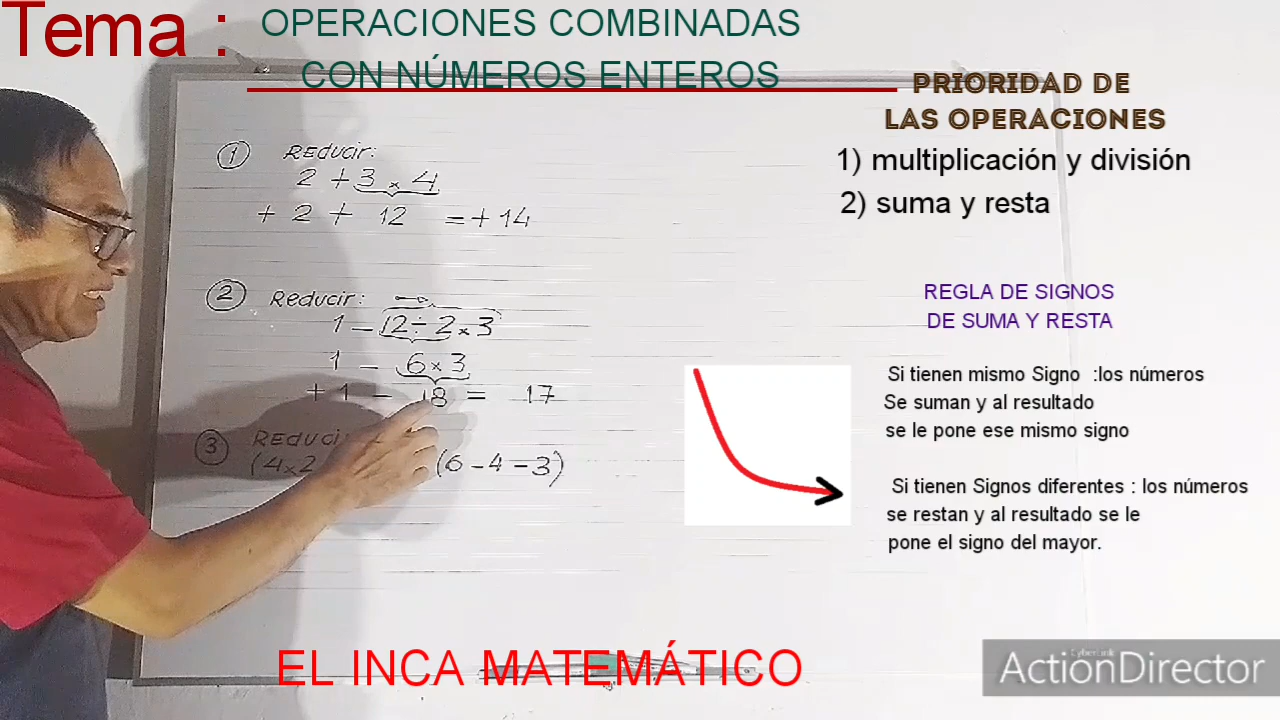 Tema :
OPERACIONES COMBINADAS
CON NÚMEROS ENTEROS
PRIORIDAD DE
LAS OPERACIONES
1) multiplicación y división
2) suma y resta
1 REducir:
2 + 3 × 4
+ 2 + 12 = + 14
2 Reducir:
1 - 12 ÷ 2 × 3
1 - 6 × 3
+ 1 - 18 = 17
3 REduci
(4×2 (6 - 4 - 3)
REGLA DE SIGNOS
DE SUMA Y RESTA
Si tienen mismo Signo :los números
Se suman y al resultado
se le pone ese mismo signo
Si tienen Signos diferentes : los números
se restan y al resultado se le
pone el signo del mayor.
EL INCA MATEMÁTICO
CyberLink
ActionDirector